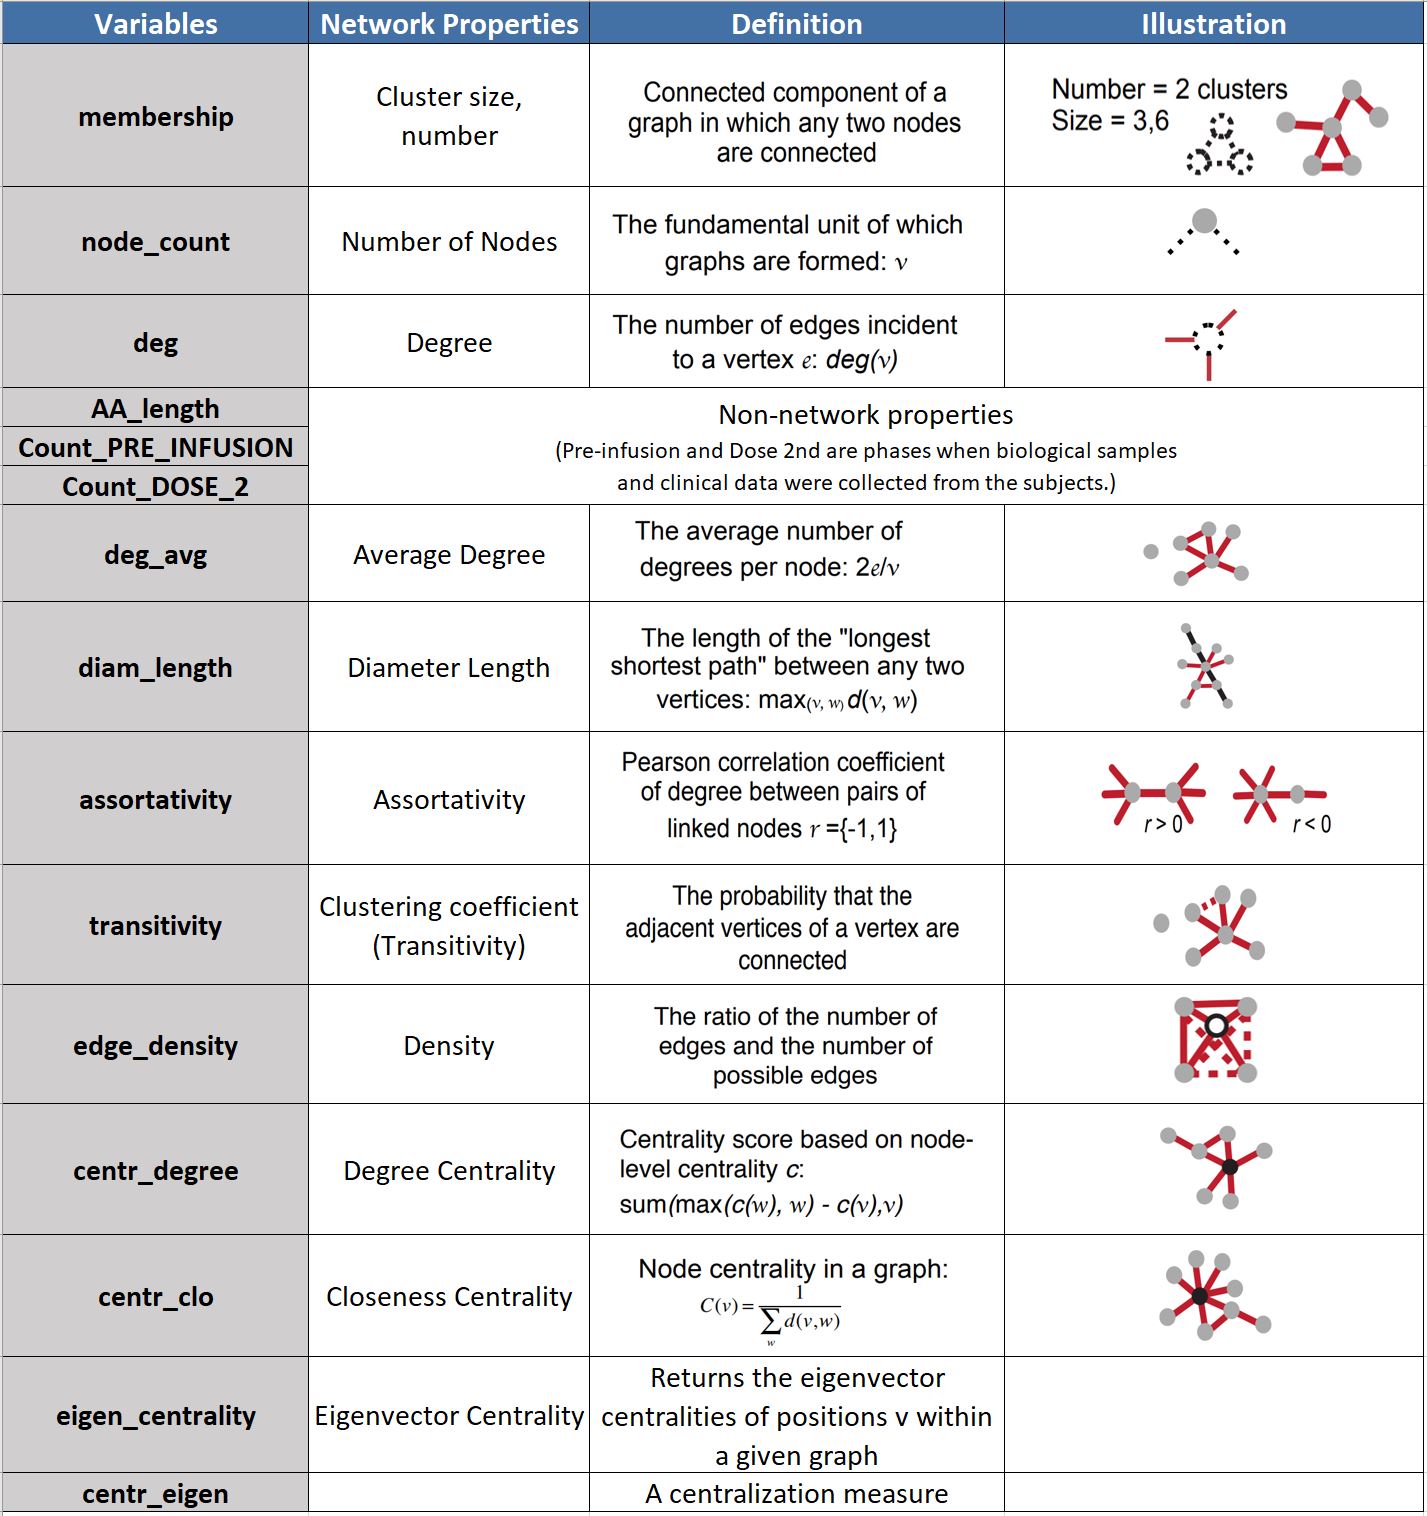 Variables Network Properties Definition Illustration
membership
Cluster size,
number
Connected component of a
graph in which any two nodes
are connected
Number = 2 clusters
Size = 3,6
node_count
Number of Nodes
The fundamental unit of which
graphs are formed: v
deg
Degree
The number of edges incident
to a vertex e: deg(v)
AA_length
Count_PRE_INFUSION
Count_DOSE_2
Non-network properties
(Pre-infusion and Dose 2nd are phases when biological samples
and clinical data were collected from the subjects.)
deg_avg
Average Degree
The average number of
degrees per node: 2e/v
diam_length
Diameter Length
The length of the "longest
shortest path" between any two
vertices: max(v, w) d(v, w)
assortativity
Assortativity
Pearson correlation coefficient
of degree between pairs of
linked nodes r ={-1,1}
r > 0
r < 0
transitivity
Clustering coefficient
(Transitivity)
The probability that the
adjacent vertices of a vertex are
connected
edge_density
Density
The ratio of the number of
edges and the number of
possible edges
centr_degree
Degree Centrality
Centrality score based on node-
level centrality c:
sum(max(c(w), w) - c(v),v)
centr_clo
Closeness Centrality
Node centrality in a graph:
C(v) = 1 / ∑w d(v,w)
eigen_centrality
Eigenvector Centrality
Returns the eigenvector
centralities of positions v within
a given graph
centr_eigen
A centralization measure